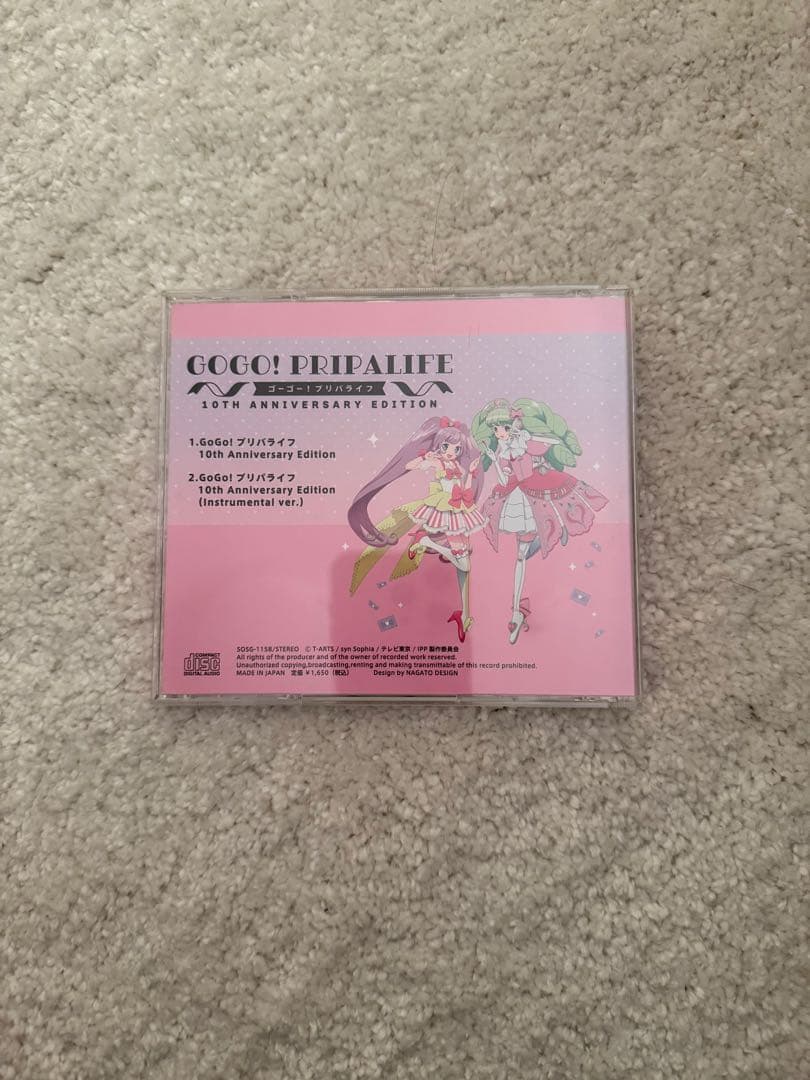 GOGO! PRIPALIFE
ゴーゴー！プリパライフ
10TH ANNIVERSARY EDITION
1.GoGo! プリパライフ
10th Anniversary Edition
2.GoGo! プリパライフ
10th Anniversary Edition
(Instrumental ver.)
COMPACT
disc
DIGITAL AUDIO
SOSG-1158/STEREO © T-ARTS / syn Sophia / テレビ東京 / IPP 製作委員会
All rights of the producer and of the owner of recorded work reserved.
Unauthorized copying,broadcasting,renting and making transmittable of this record prohibited.
MADE IN JAPAN 定価 ¥1,650（税込） Design by NAGATO DESIGN